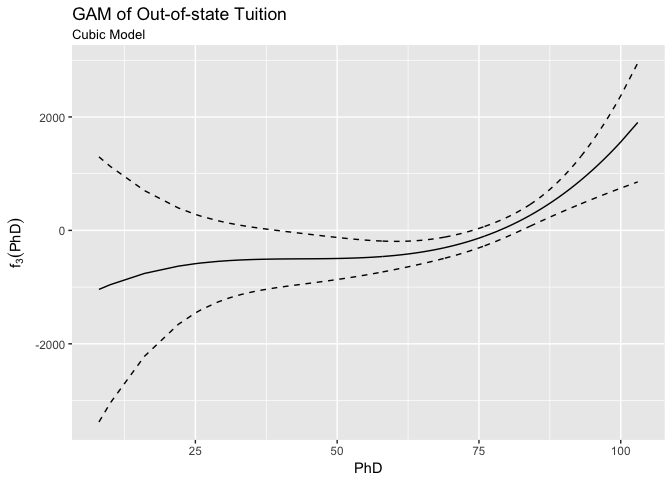 GAM of Out-of-state Tuition
Cubic Model
2000
0
-2000
f₃(PhD)
25 50 75 100
PhD